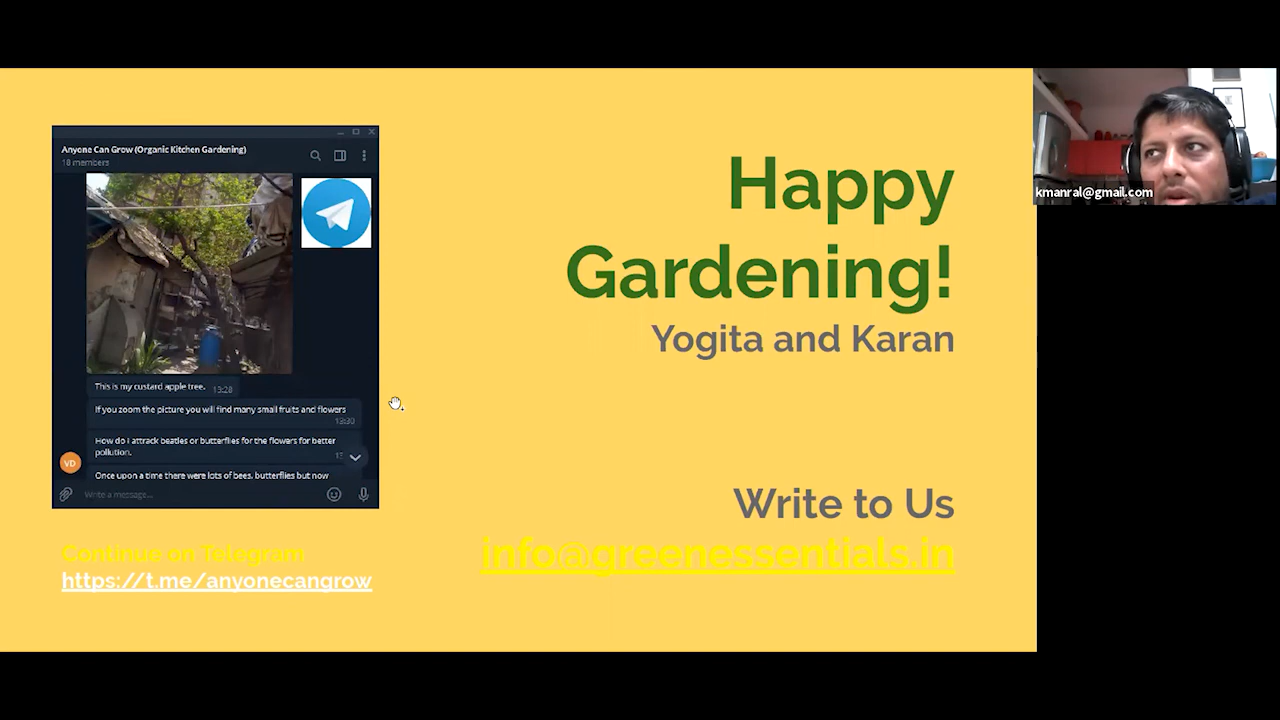 Anyone Can Grow (Organic Kitchen Gardening)
18 members
This is my custard apple tree.
13:28
If you zoom the picture you will find many small fruits and flowers
13:30
How do I attrack beatles or butterflies for the flowers for better
pollution.
VD
Once upon a time there were lots of bees, butterflies but now
Write a message...
Continue on Telegram
https://t.me/anyonecangrow
Happy
Gardening!
Yogita and Karan
Write to Us
info@greenessentials.in
kmanral@gmail.com